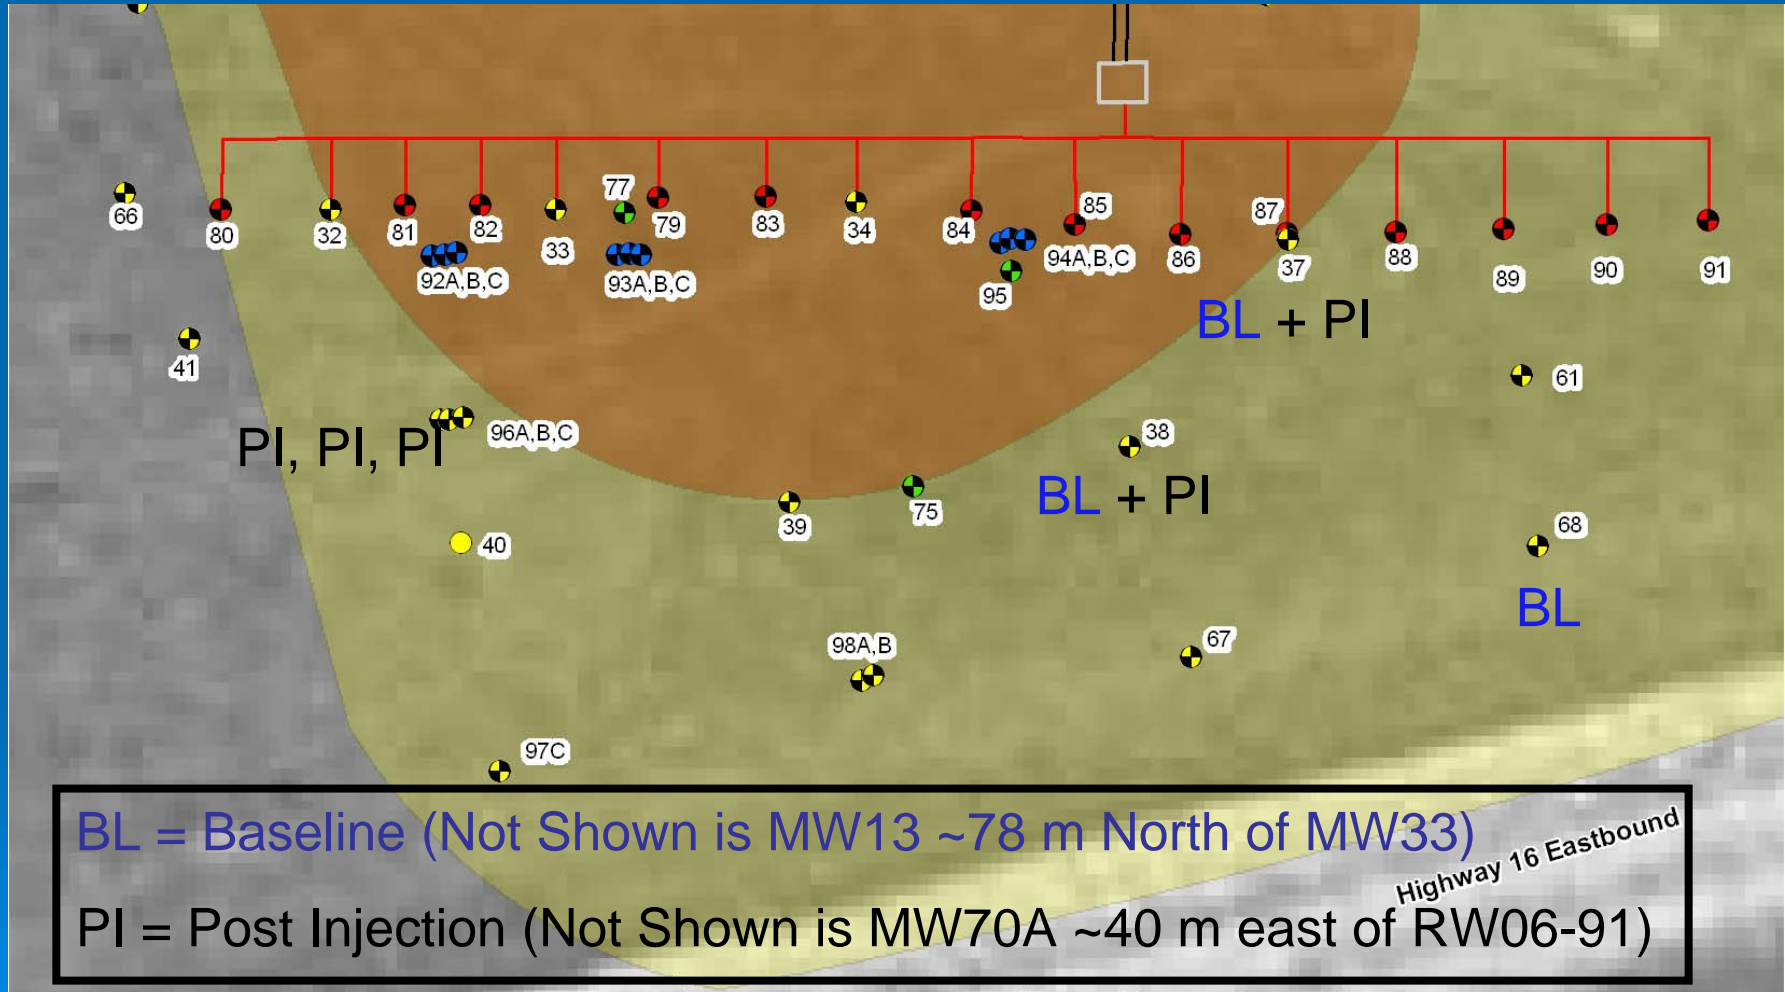 77
85
87
66
80
32
81
82
33
79
83
34
84
94A,B,C
86
37
88
89
90
91
92A,B,C
93A,B,C
95
BL + PI
41
61
PI, PI, PI
96A,B,C
38
BL + PI
39
75
40
68
BL
98A,B
67
97C
BL = Baseline (Not Shown is MW13 ~78 m North of MW33)
Highway 16 Eastbound
PI = Post Injection (Not Shown is MW70A ~40 m east of RW06-91)